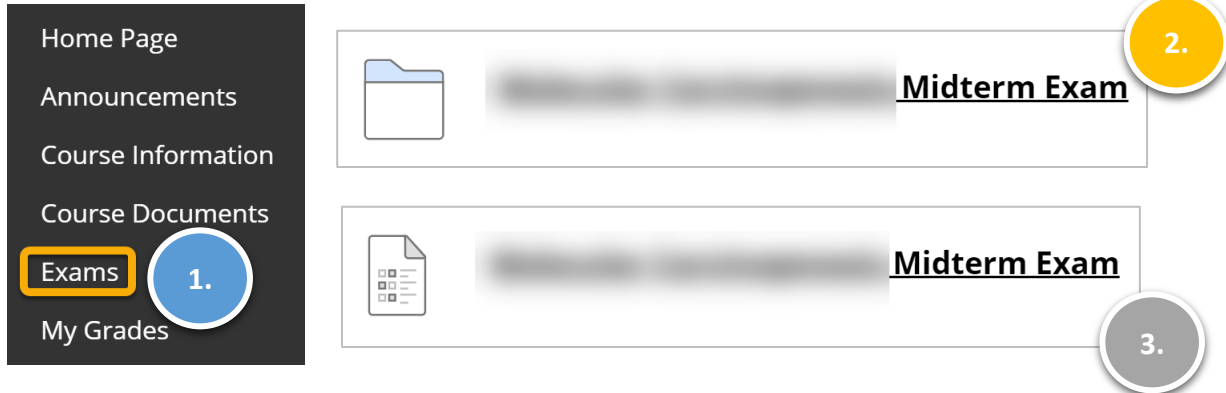 Home Page
Announcements
Course Information
Course Documents
Exams
1.
My Grades
Midterm Exam
2.
Midterm Exam
3.